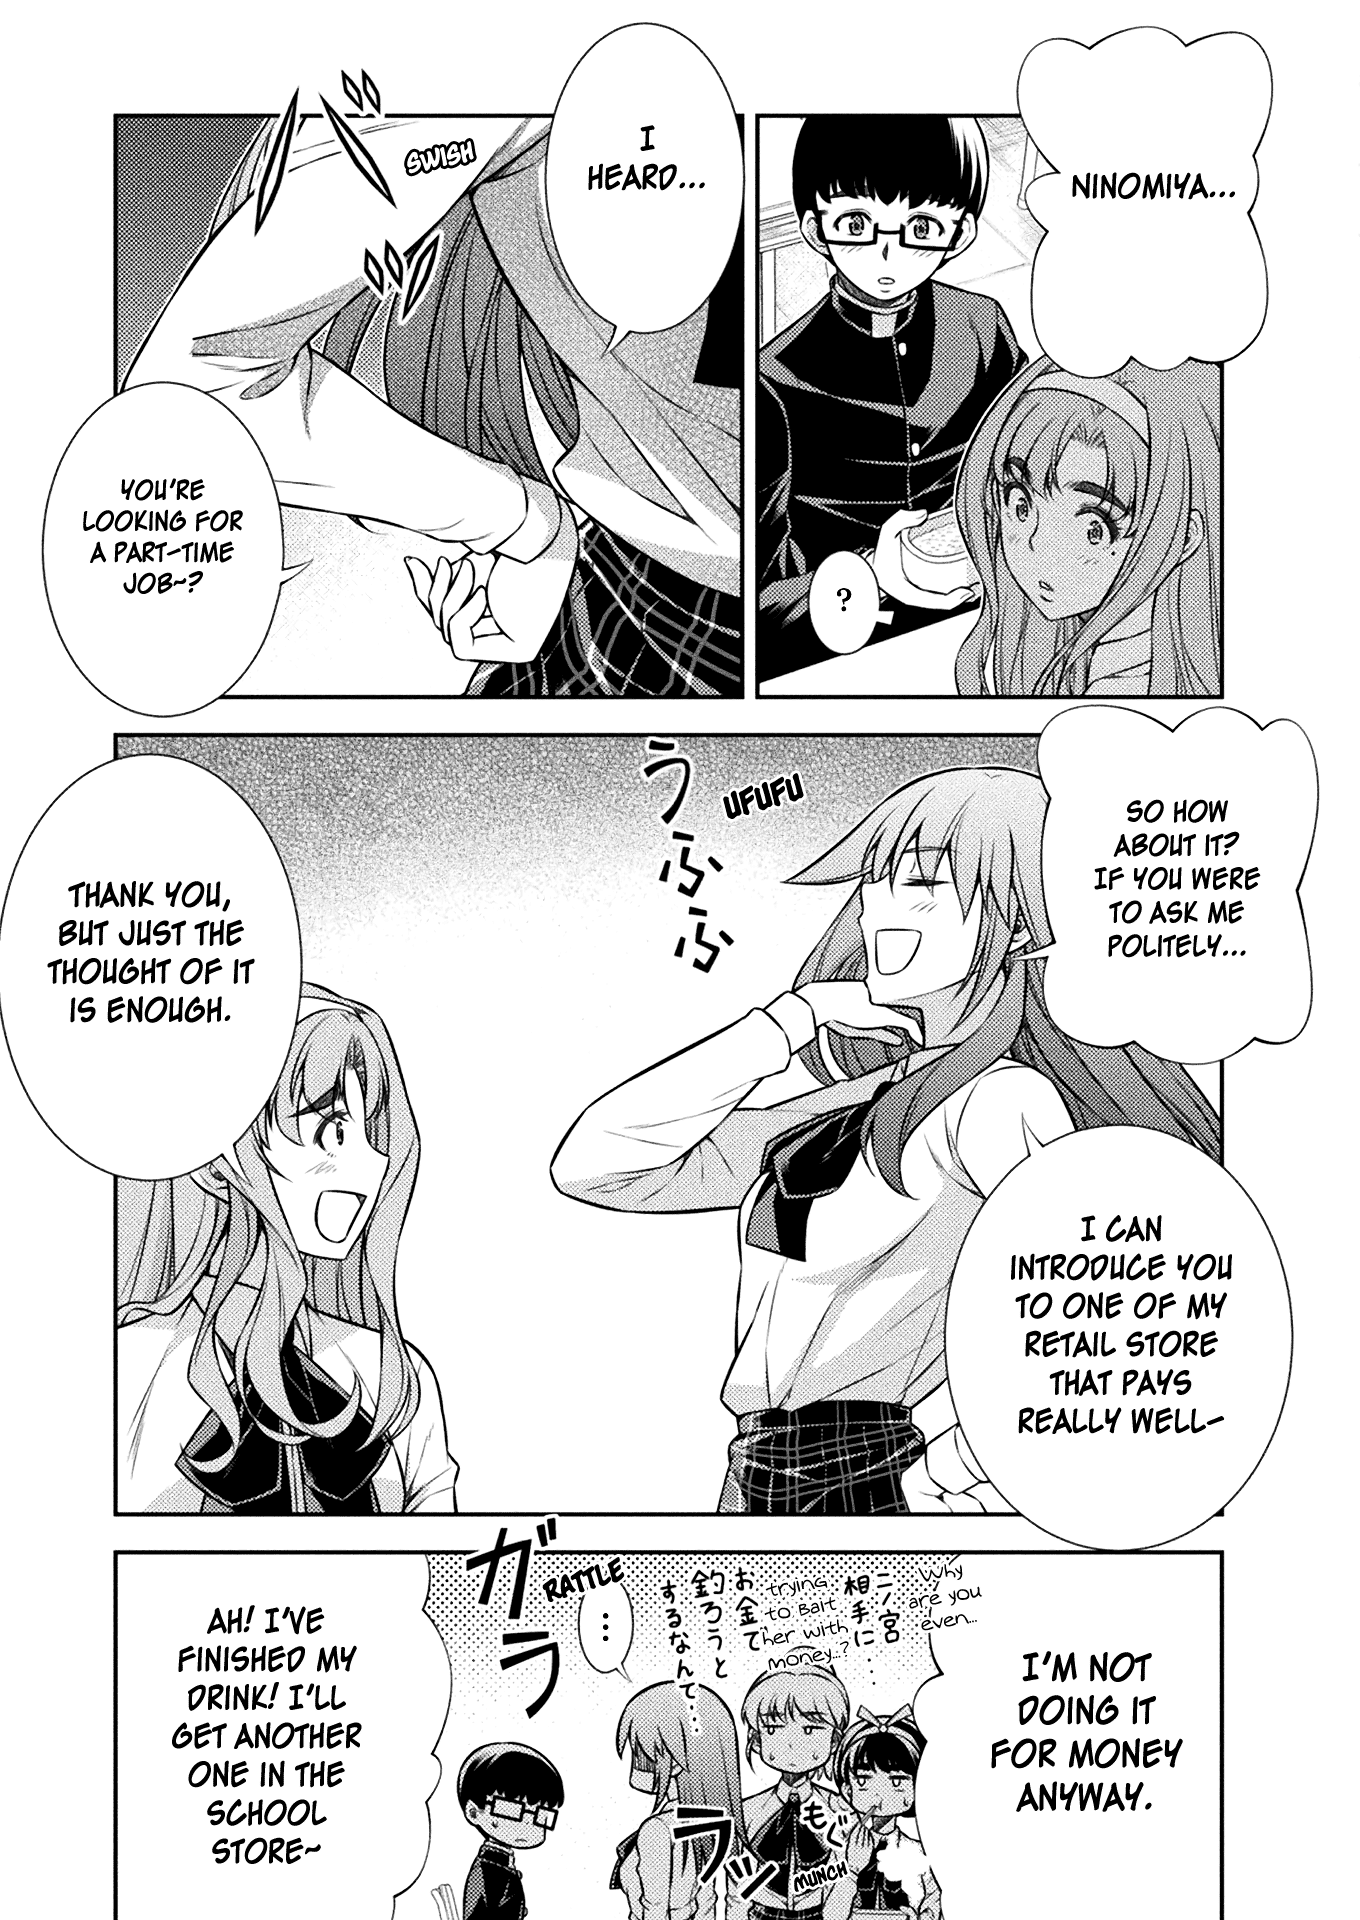 NINOMIYA...
?
I
HEARD...
SWISH
YOU'RE
LOOKING FOR
A PART-TIME
JOB~?
SO HOW
ABOUT IT?
IF YOU WERE
TO ASK ME
POLITELY...
うふふふ
UFUFU
I CAN
INTRODUCE YOU
TO ONE OF MY
RETAIL STORE
THAT PAYS
REALLY WELL-
THANK YOU,
BUT JUST THE
THOUGHT OF IT
IS ENOUGH.
I'M NOT
DOING IT
FOR MONEY
ANYWAY.
Why
are you
even...
ニノ宮
相手に…
trying
to bait
her with
money...?
お金で
釣ろうと
するなんて…
...
ガラ
RATTLE
ラッ
もぐ
MUNCH
AH! I'VE
FINISHED MY
DRINK! I'LL
GET ANOTHER
ONE IN THE
SCHOOL
STORE~